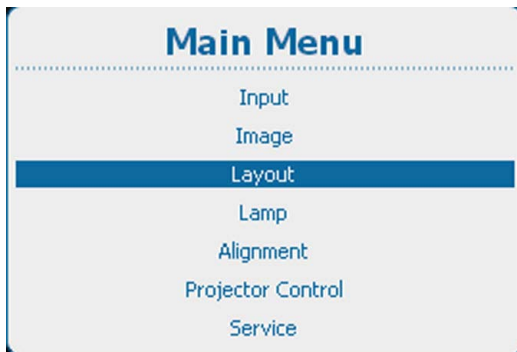 Main Menu
Input
Image
Layout
Lamp
Alignment
Projector Control
Service